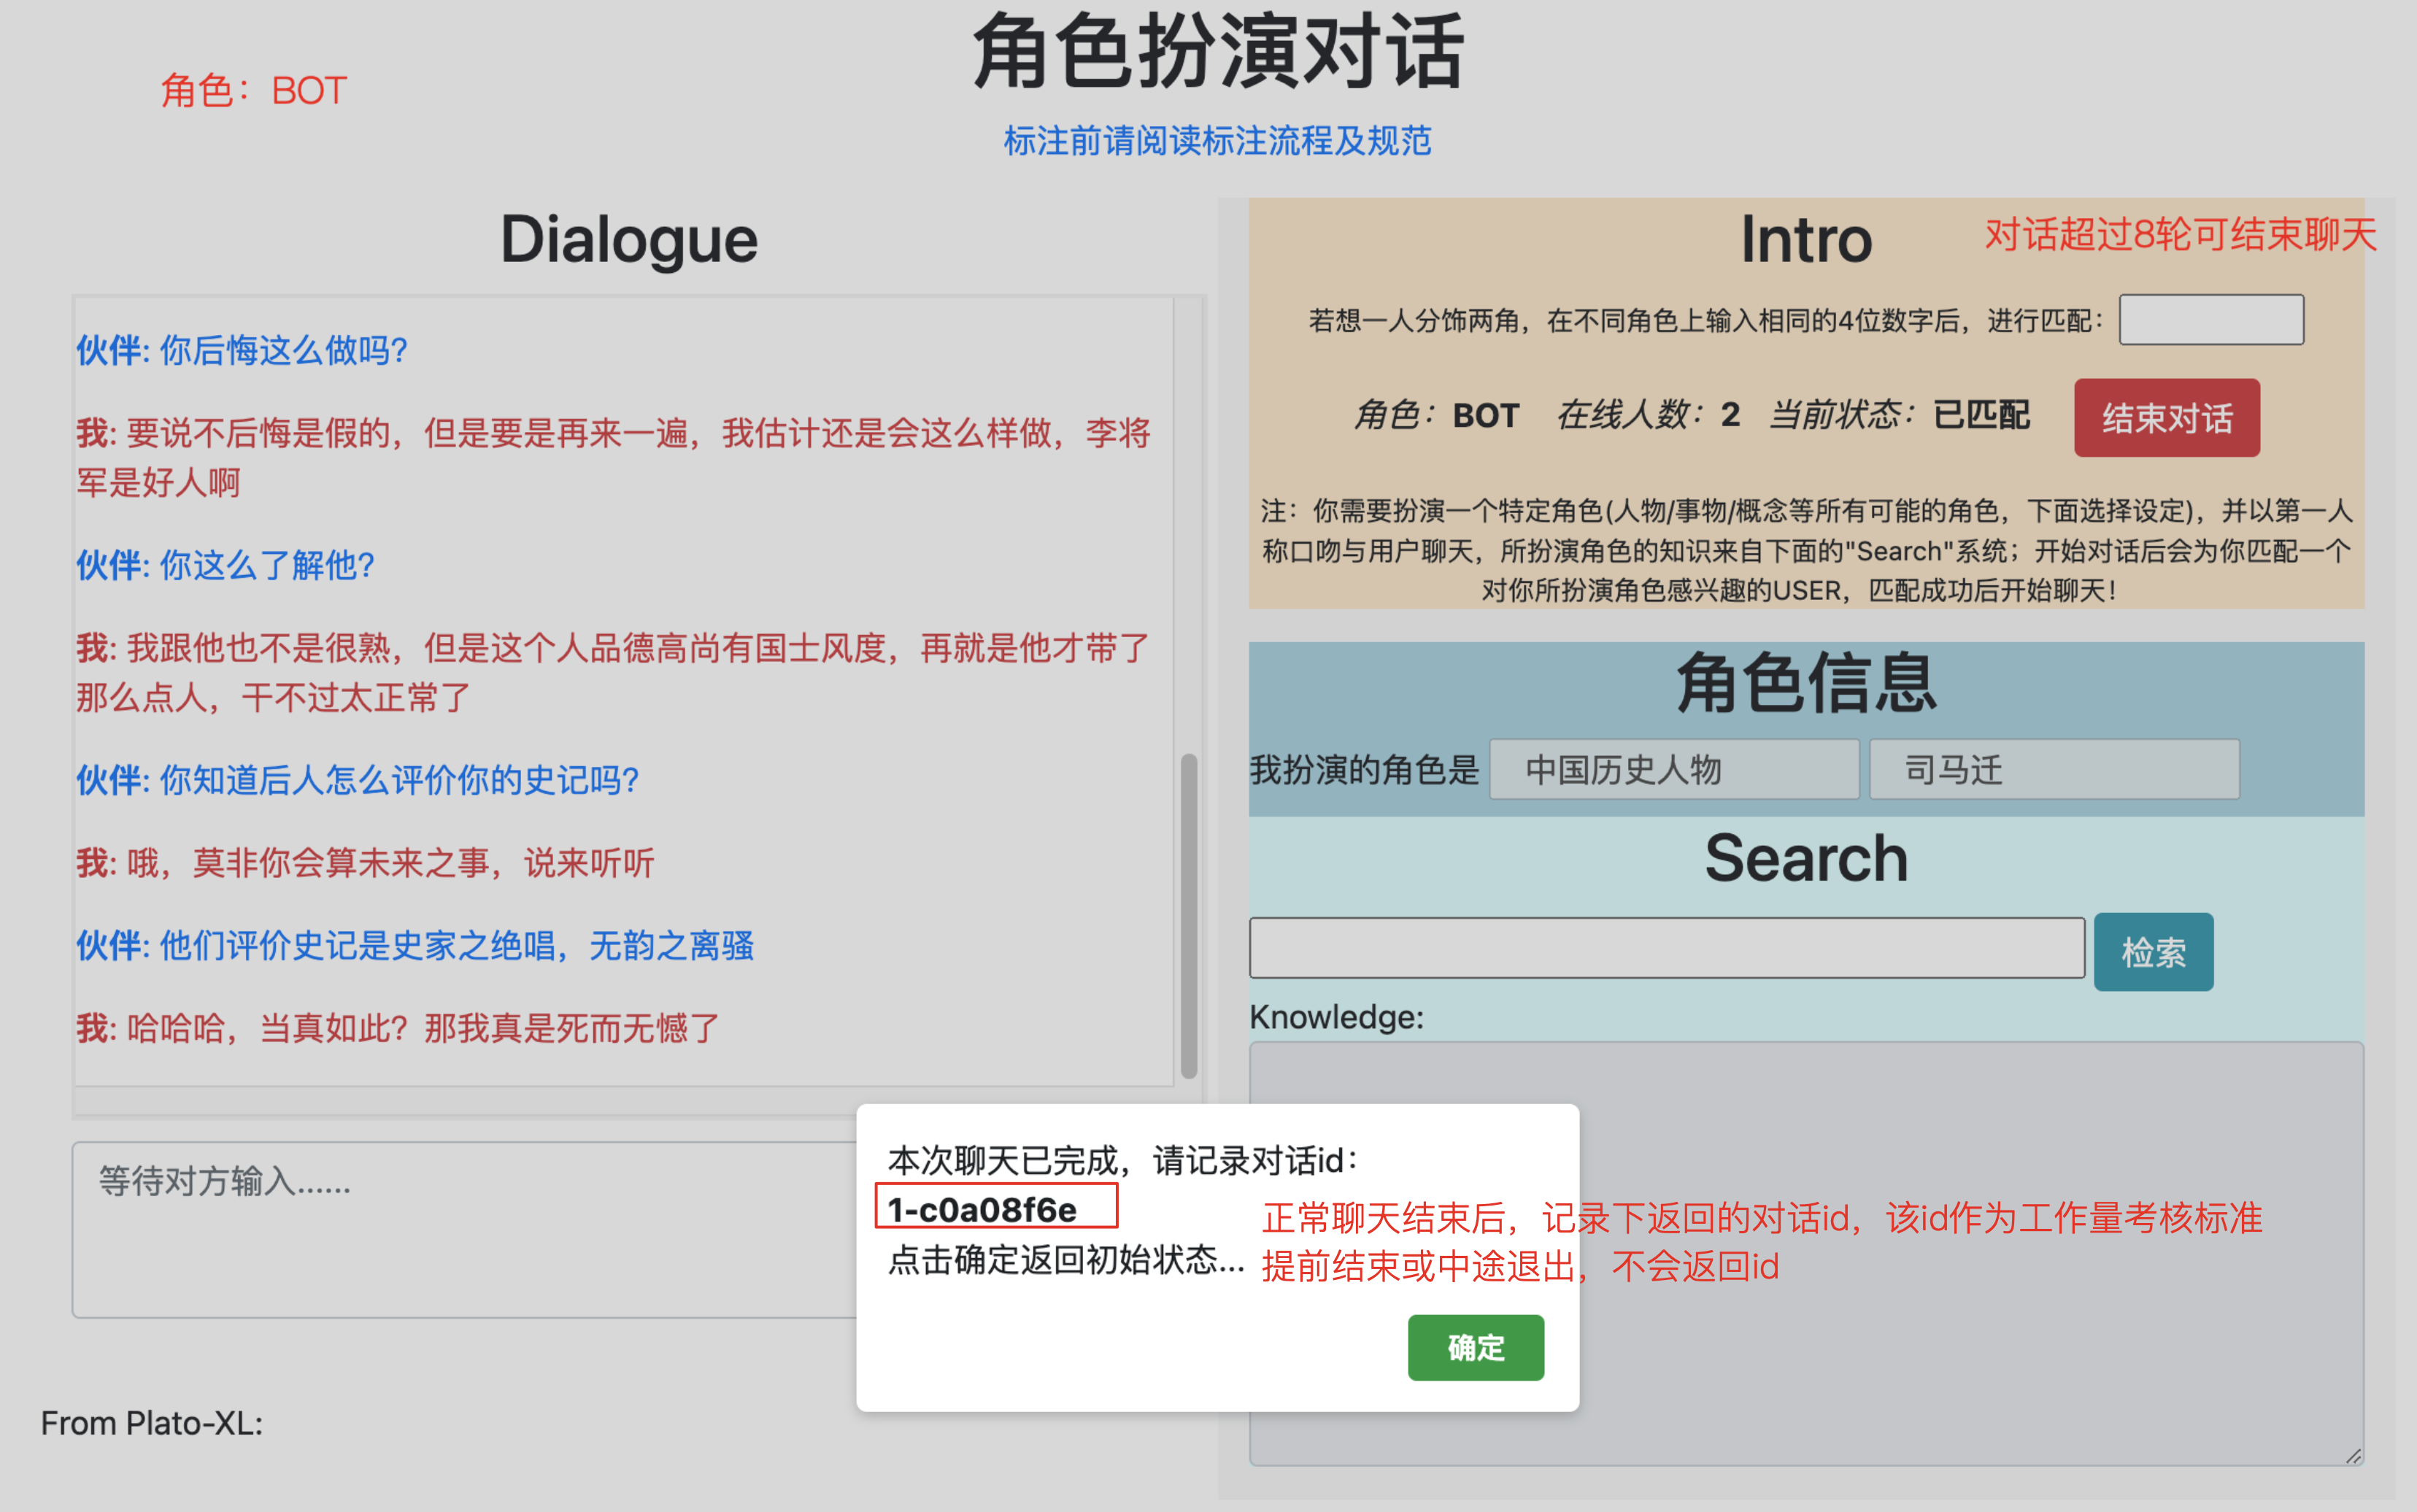 角色扮演对话
角色：BOT
标注前请阅读标注流程及规范
Dialogue
伙伴: 你后悔这么做吗?
我: 要说不后悔是假的，但是要是再来一遍，我估计还是会这么样做，李将
军是好人啊
伙伴: 你这么了解他?
我: 我跟他也不是很熟，但是这个人品德高尚有国士风度，再就是他才带了
那么点人，干不过太正常了
伙伴: 你知道后人怎么评价你的史记吗?
我: 哦，莫非你会算未来之事，说来听听
伙伴: 他们评价史记是史家之绝唱，无韵之离骚
我: 哈哈哈，当真如此？那我真是死而无憾了
等待对方输入......
From Plato-XL:
Intro
对话超过8轮可结束聊天
若想一人分饰两角，在不同角色上输入相同的4位数字后，进行匹配：
角色：BOT 在线人数：2 当前状态：已匹配 结束对话
注：你需要扮演一个特定角色(人物/事物/概念等所有可能的角色，下面选择设定)，并以第一人
称口吻与用户聊天，所扮演角色的知识来自下面的"Search"系统；开始对话后会为你匹配一个
对你所扮演角色感兴趣的USER，匹配成功后开始聊天！
角色信息
我扮演的角色是 中国历史人物 司马迁
Search
检索
Knowledge:
本次聊天已完成，请记录对话id：
1-c0a08f6e
点击确定返回初始状态...
正常聊天结束后，记录下返回的对话id，该id作为工作量考核标准
提前结束或中途退出，不会返回id
确定